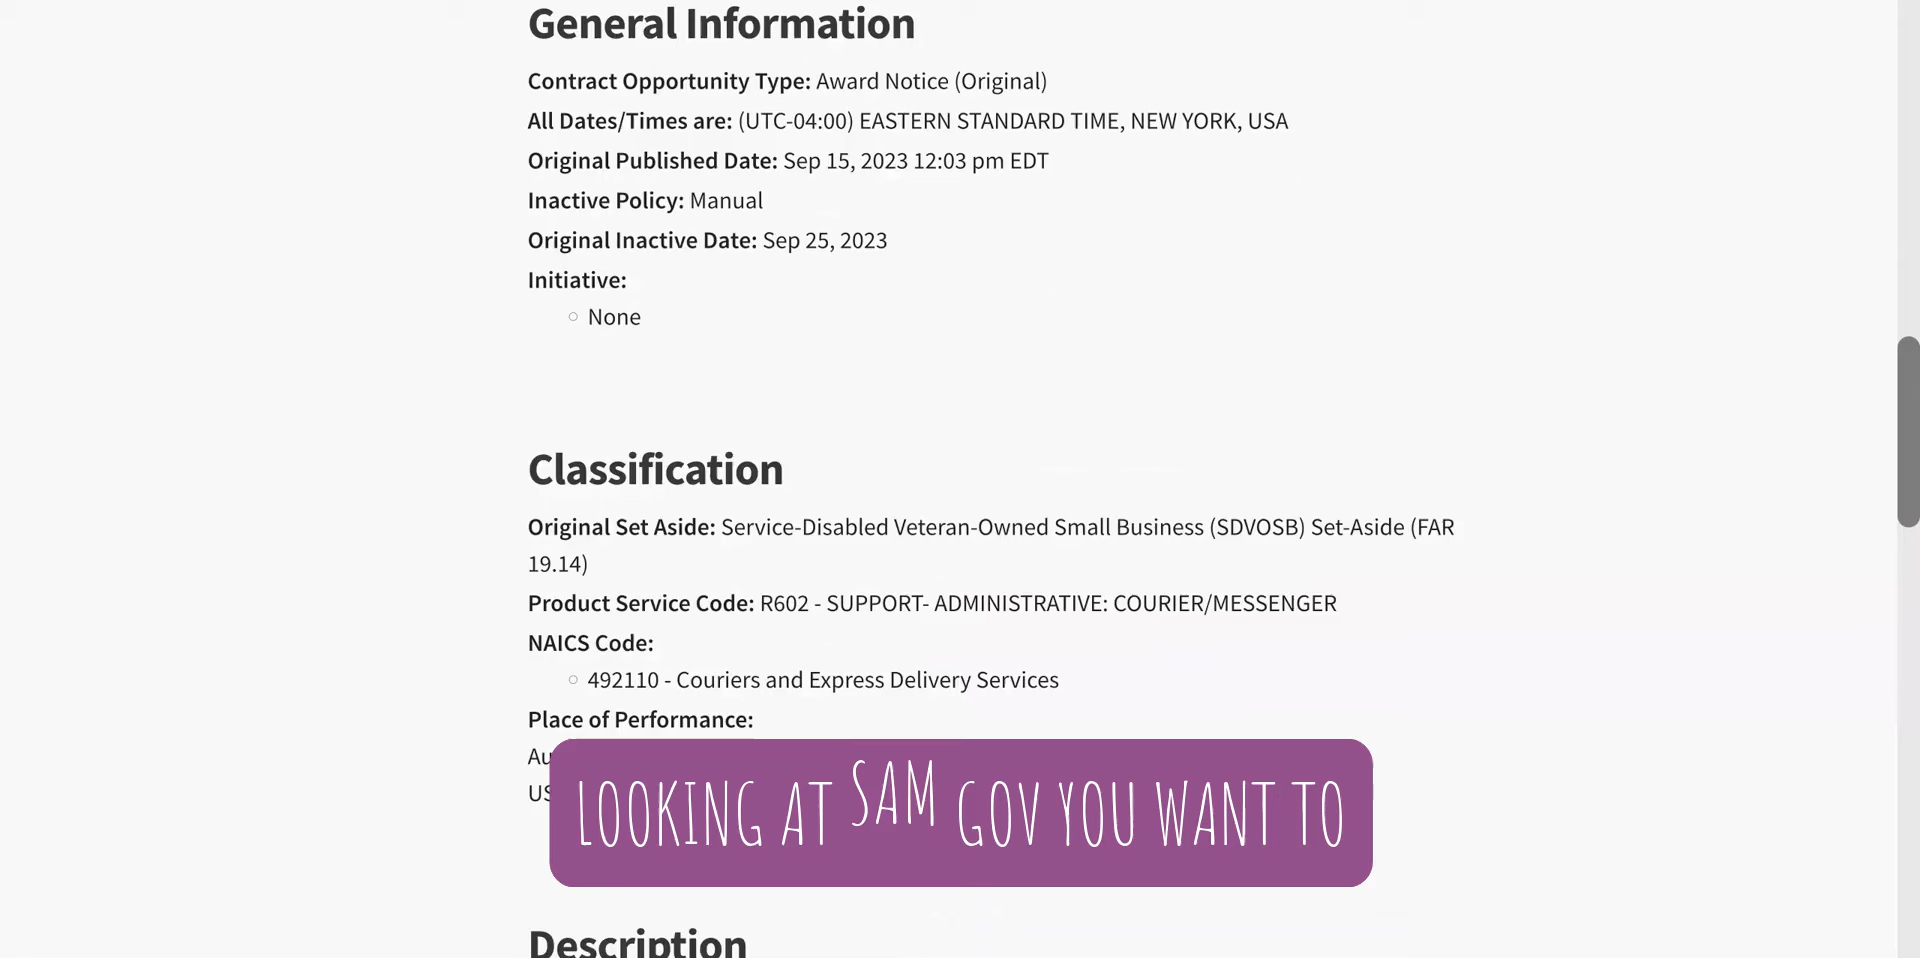 General Information
Contract Opportunity Type: Award Notice (Original)
All Dates/Times are: (UTC-04:00) EASTERN STANDARD TIME, NEW YORK, USA
Original Published Date: Sep 15, 2023 12:03 pm EDT
Inactive Policy: Manual
Original Inactive Date: Sep 25, 2023
Initiative:
None
Classification
Original Set Aside: Service-Disabled Veteran-Owned Small Business (SDVOSB) Set-Aside (FAR
19.14)
Product Service Code: R602 - SUPPORT- ADMINISTRATIVE: COURIER/MESSENGER
NAICS Code:
492110 - Couriers and Express Delivery Services
Place of Performance:
LOOKING AT SAM GOV YOU WANT TO
Description